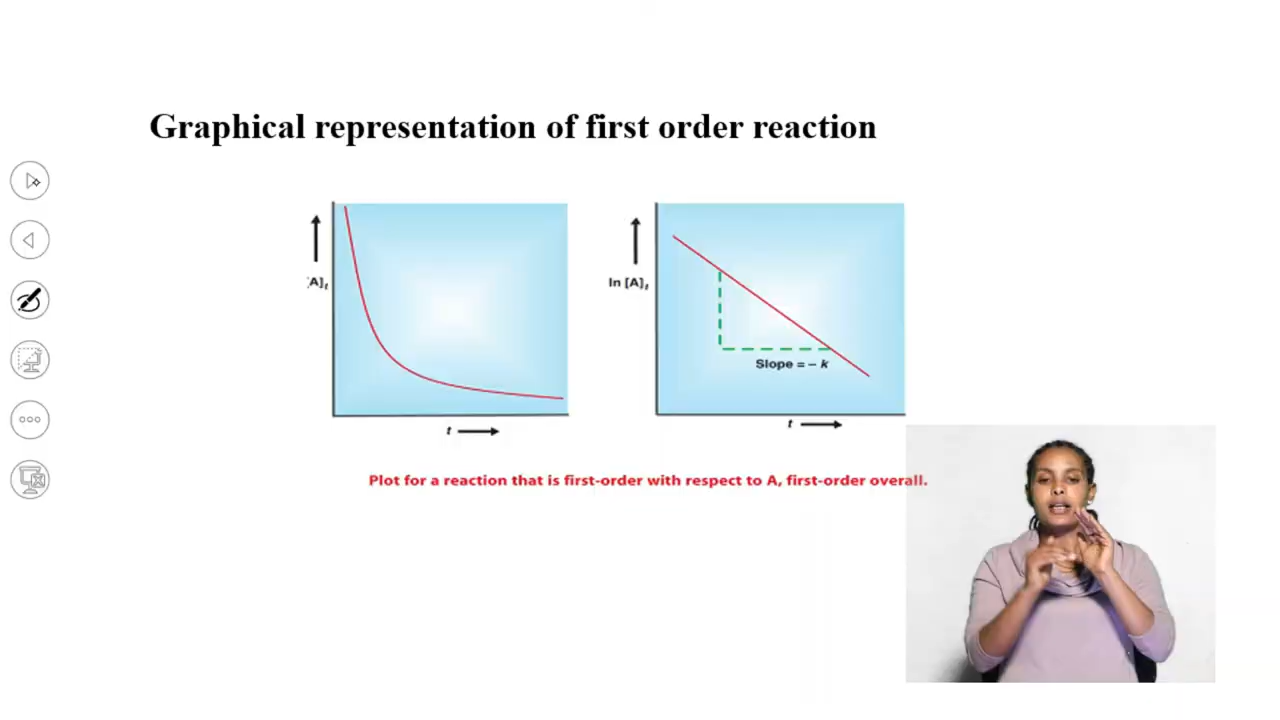 Graphical representation of first order reaction
[A]t
t
ln [A]t
Slope = – k
t
Plot for a reaction that is first-order with respect to A, first-order overall.